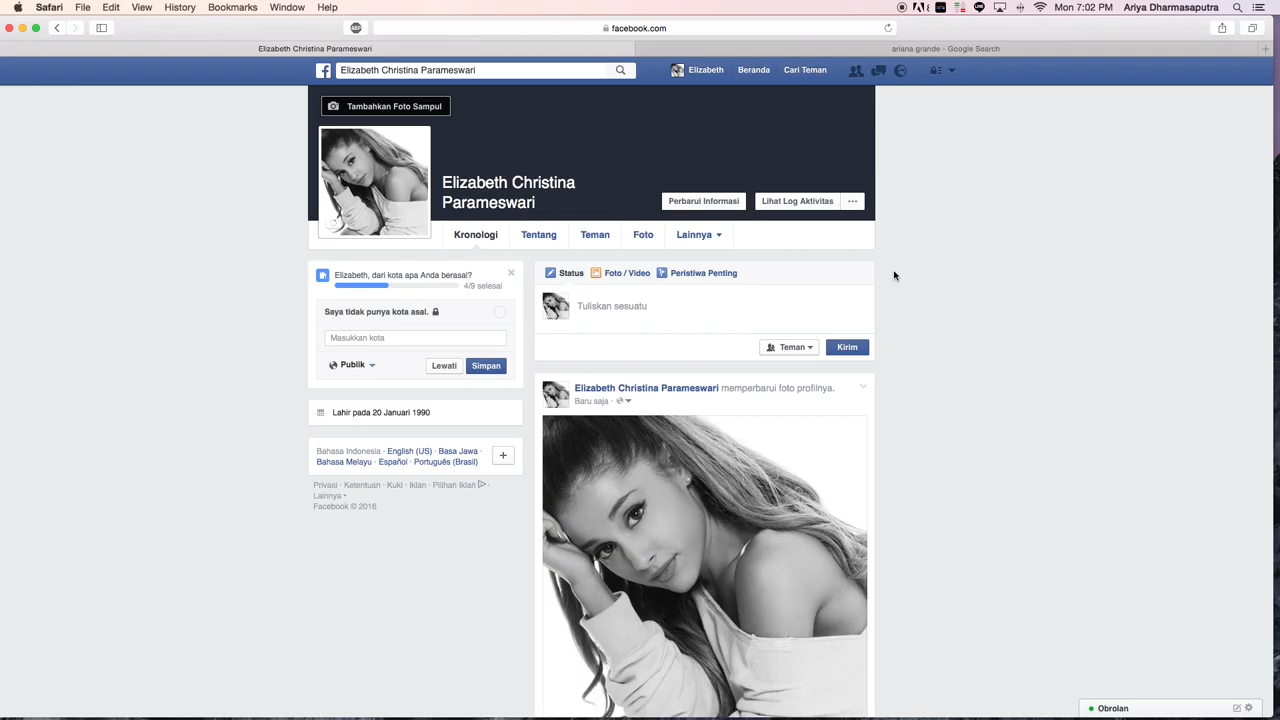 Safari File Edit View History Bookmarks Window Help
Mon 7:02 PM Ariya Dharmasaputra
facebook.com
Elizabeth Christina Parameswari
ariana grande - Google Search
Elizabeth Christina Parameswari
Elizabeth Beranda Cari Teman
Tambahkan Foto Sampul
Elizabeth Christina
Parameswari
Perbarui Informasi
Lihat Log Aktivitas
Kronologi Tentang Teman Foto Lainnya
Elizabeth, dari kota apa Anda berasal?
4/9 selesai
Saya tidak punya kota asal.
Masukkan kota
Publik Lewati Simpan
Lahir pada 20 Januari 1990
Bahasa Indonesia · English (US) · Basa Jawa ·
Bahasa Melayu · Español · Português (Brasil)
Privasi · Ketentuan · Kuki · Iklan · Pilihan Iklan ·
Lainnya
Facebook © 2016
Status Foto / Video Peristiwa Penting
Tuliskan sesuatu
Teman Kirim
Elizabeth Christina Parameswari memperbarui foto profilnya.
Baru saja ·
Obrolan